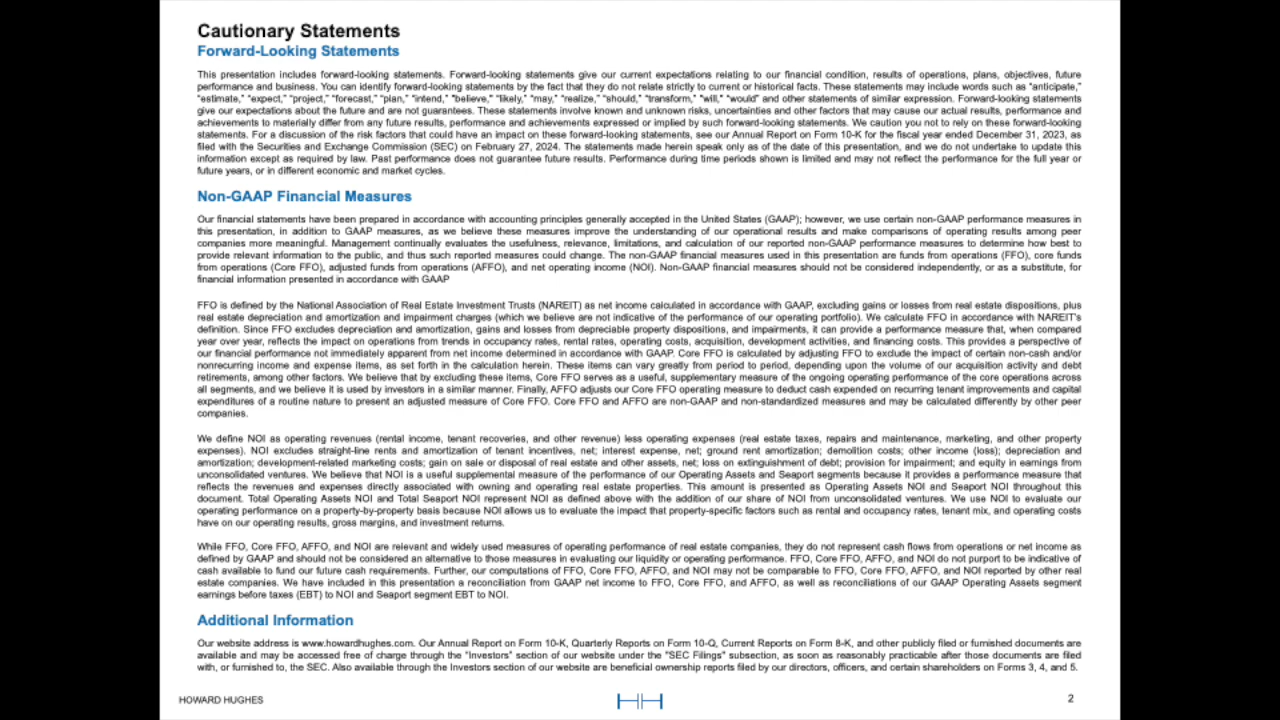 Cautionary Statements
Forward-Looking Statements
This presentation includes forward-looking statements. Forward-looking statements give our current expectations relating to our financial condition, results of operations, plans, objectives, future
performance and business. You can identify forward-looking statements by the fact that they do not relate strictly to current or historical facts. These statements may include words such as "anticipate,"
"estimate," "expect," "project," "forecast," "plan," "intend," "believe," "likely," "may," "realize," "should," "transform," "will," "would" and other statements of similar expression. Forward-looking statements
give our expectations about the future and are not guarantees. These statements involve known and unknown risks, uncertainties and other factors that may cause our actual results, performance and
achievements to materially differ from any future results, performance and achievements expressed or implied by such forward-looking statements. We caution you not to rely on these forward-looking
statements. For a discussion of the risk factors that could have an impact on these forward-looking statements, see our Annual Report on Form 10-K for the fiscal year ended December 31, 2023, as
filed with the Securities and Exchange Commission (SEC) on February 27, 2024. The statements made herein speak only as of the date of this presentation, and we do not undertake to update this
information except as required by law. Past performance does not guarantee future results. Performance during time periods shown is limited and may not reflect the performance for the full year or
future years, or in different economic and market cycles.
Non-GAAP Financial Measures
Our financial statements have been prepared in accordance with accounting principles generally accepted in the United States (GAAP); however, we use certain non-GAAP performance measures in
this presentation, in addition to GAAP measures, as we believe these measures improve the understanding of our operational results and make comparisons of operating results among peer
companies more meaningful. Management continually evaluates the usefulness, relevance, limitations, and calculation of our reported non-GAAP performance measures to determine how best to
provide relevant information to the public, and thus such reported measures could change. The non-GAAP financial measures used in this presentation are funds from operations (FFO), core funds
from operations (Core FFO), adjusted funds from operations (AFFO), and net operating income (NOI). Non-GAAP financial measures should not be considered independently, or as a substitute, for
financial information presented in accordance with GAAP
FFO is defined by the National Association of Real Estate Investment Trusts (NAREIT) as net income calculated in accordance with GAAP, excluding gains or losses from real estate dispositions, plus
real estate depreciation and amortization and impairment charges (which we believe are not indicative of the performance of our operating portfolio). We calculate FFO in accordance with NAREIT's
definition. Since FFO excludes depreciation and amortization, gains and losses from depreciable property dispositions, and impairments, it can provide a performance measure that, when compared
year over year, reflects the impact on operations from trends in occupancy rates, rental rates, operating costs, acquisition, development activities, and financing costs. This provides a perspective of
our financial performance not immediately apparent from net income determined in accordance with GAAP. Core FFO is calculated by adjusting FFO to exclude the impact of certain non-cash and/or
nonrecurring income and expense items, as set forth in the calculation herein. These items can vary greatly from period to period, depending upon the volume of our acquisition activity and debt
retirements, among other factors. We believe that by excluding these items, Core FFO serves as a useful, supplementary measure of the ongoing operating performance of the core operations across
all segments, and we believe it is used by investors in a similar manner. Finally, AFFO adjusts our Core FFO operating measure to deduct cash expended on recurring tenant improvements and capital
expenditures of a routine nature to present an adjusted measure of Core FFO. Core FFO and AFFO are non-GAAP and non-standardized measures and may be calculated differently by other peer
companies.
We define NOI as operating revenues (rental income, tenant recoveries, and other revenue) less operating expenses (real estate taxes, repairs and maintenance, marketing, and other property
expenses). NOI excludes straight-line rents and amortization of tenant incentives, net; interest expense, net; ground rent amortization; demolition costs; other income (loss); depreciation and
amortization; development-related marketing costs; gain on sale or disposal of real estate and other assets, net; loss on extinguishment of debt; provision for impairment; and equity in earnings from
unconsolidated ventures. We believe that NOI is a useful supplemental measure of the performance of our Operating Assets and Seaport segments because it provides a performance measure that
reflects the revenues and expenses directly associated with owning and operating real estate properties. This amount is presented as Operating Assets NOI and Seaport NOI throughout this
document. Total Operating Assets NOI and Total Seaport NOI represent NOI as defined above with the addition of our share of NOI from unconsolidated ventures. We use NOI to evaluate our
operating performance on a property-by-property basis because NOI allows us to evaluate the impact that property-specific factors such as rental and occupancy rates, tenant mix, and operating costs
have on our operating results, gross margins, and investment returns.
While FFO, Core FFO, AFFO, and NOI are relevant and widely used measures of operating performance of real estate companies, they do not represent cash flows from operations or net income as
defined by GAAP and should not be considered an alternative to those measures in evaluating our liquidity or operating performance. FFO, Core FFO, AFFO, and NOI do not purport to be indicative of
cash available to fund our future cash requirements. Further, our computations of FFO, Core FFO, AFFO, and NOI may not be comparable to FFO, Core FFO, AFFO, and NOI reported by other real
estate companies. We have included in this presentation a reconciliation from GAAP net income to FFO, Core FFO, and AFFO, as well as reconciliations of our GAAP Operating Assets segment
earnings before taxes (EBT) to NOI and Seaport segment EBT to NOI.
Additional Information
Our website address is www.howardhughes.com. Our Annual Report on Form 10-K, Quarterly Reports on Form 10-Q, Current Reports on Form 8-K, and other publicly filed or furnished documents are
available and may be accessed free of charge through the "Investors" section of our website under the "SEC Filings" subsection, as soon as reasonably practicable after those documents are filed
with, or furnished to, the SEC. Also available through the Investors section of our website are beneficial ownership reports filed by our directors, officers, and certain shareholders on Forms 3, 4, and 5.
HOWARD HUGHES
2